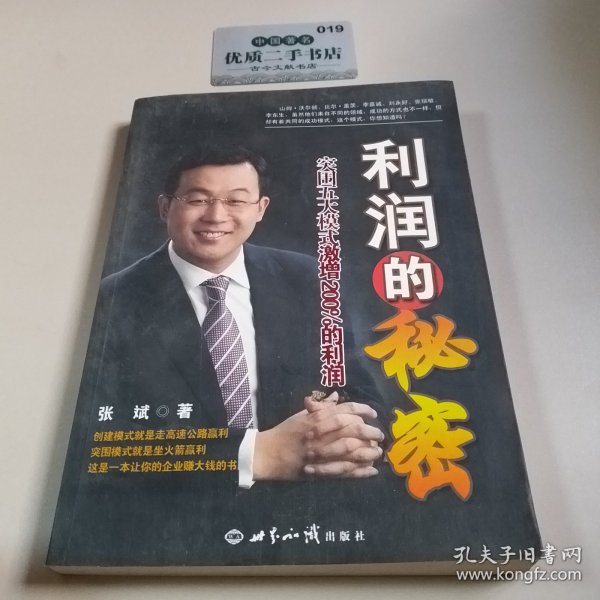 019
中国著名
优质二手书店
古今文献书店
山姆·沃尔顿、比尔·盖茨、李嘉诚、刘永好、张瑞敏、
李东生，虽然他们来自不同的领域，成功的方式也不一样，但
却有着共同的成功模式，这个模式，你想知道吗？
利润的秘密
突围五大模式激增200%的利润
张 斌◎著
创建模式就是走高速公路赢利
突围模式就是坐火箭赢利
这是一本让你的企业赚大钱的书
WA
世界知识出版社
孔夫子旧书网
www.kongfz.com